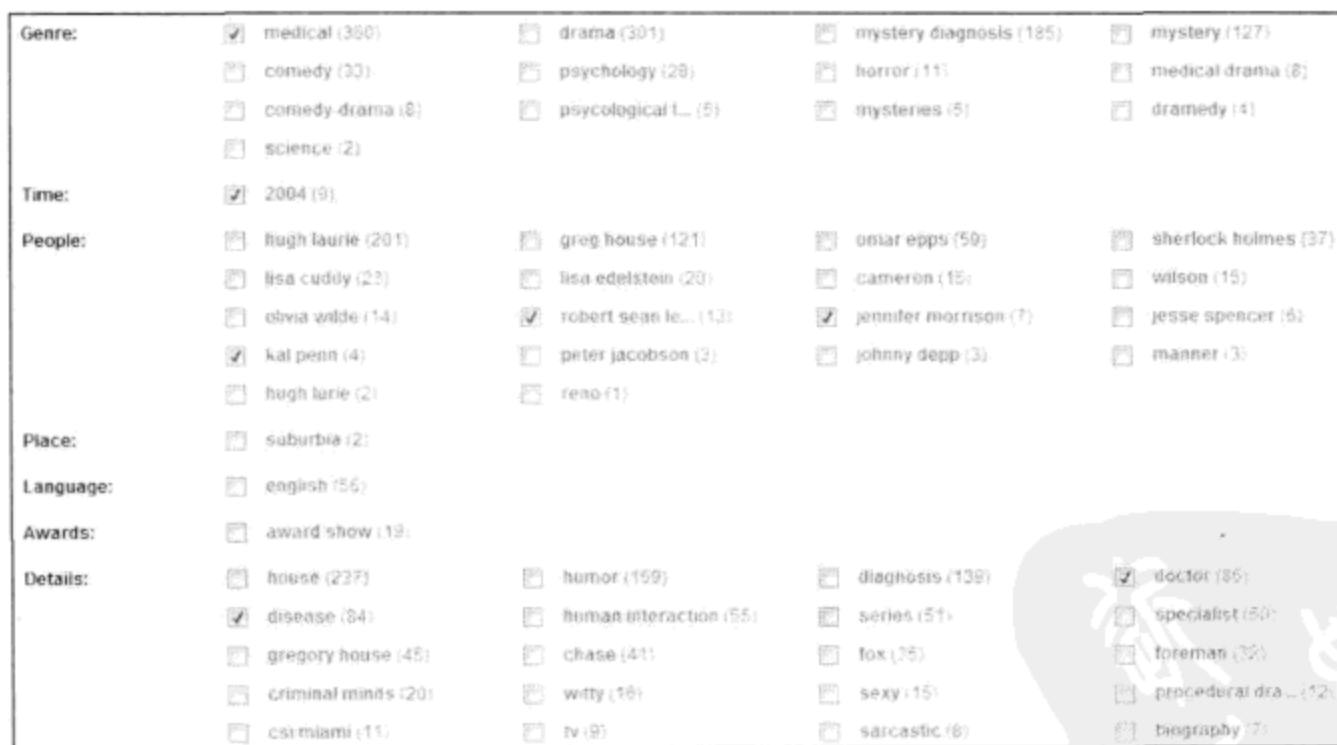 Genre: medical (360) drama (301) mystery diagnosis (185) mystery (127)
comedy (33) psychology (28) horror (11) medical drama (8)
comedy-drama (8) psycological t... (5) mysteries (5) dramedy (4)
science (2)
Time: 2004 (9)
People: hugh laurie (201) greg house (121) omar epps (59) sherlock holmes (37)
lisa cuddy (23) lisa edelstein (20) cameron (15) wilson (15)
olivia wilde (14) robert sean le... (13) jennifer morrison (7) jesse spencer (6)
kal penn (4) peter jacobson (3) johnny depp (3) manner (3)
hugh lurie (2) reno (1)
Place: suburbia (2)
Language: english (56)
Awards: award show (19)
Details: house (237) humor (159) diagnosis (139) doctor (85)
disease (84) human interaction (55) series (51) specialist (50)
gregory house (45) chase (41) fox (35) foreman (32)
criminal minds (20) witty (16) sexy (15) procedural dra... (12)
csi miami (11) tv (9) sarcastic (8) biography (7)